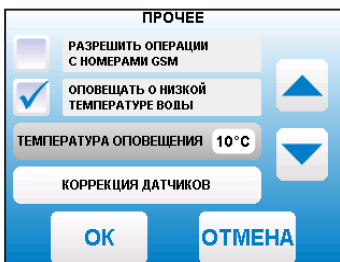 ПРОЧЕЕ
РАЗРЕШИТЬ ОПЕРАЦИИ
С НОМЕРАМИ GSM
ОПОВЕЩАТЬ О НИЗКОЙ
ТЕМПЕРАТУРЕ ВОДЫ
ТЕМПЕРАТУРА ОПОВЕЩЕНИЯ 10°C
КОРРЕКЦИЯ ДАТЧИКОВ
ОК ОТМЕНА